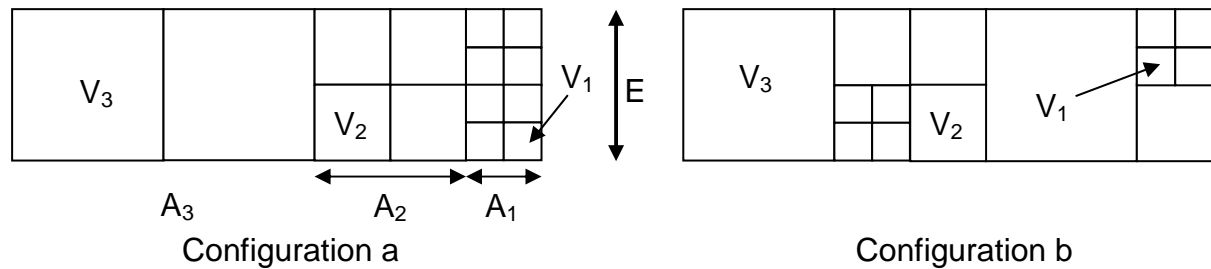 V₃
V₂
V₁
E
A₃
A₂
A₁
Configuration a
V₃
V₂
V₁
Configuration b